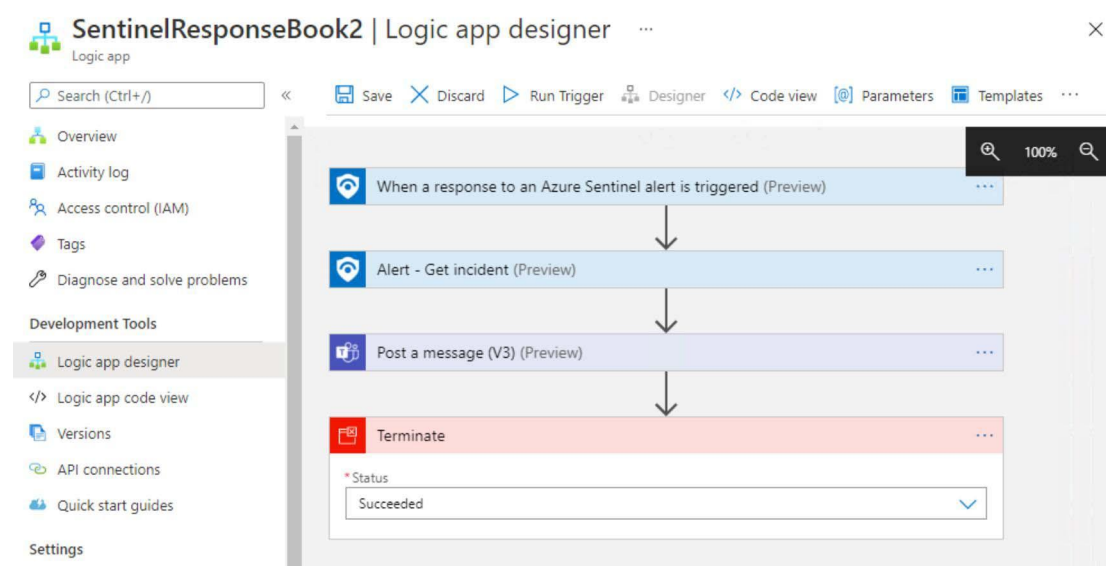 SentinelResponseBook2 | Logic app designer ...
Logic app
Search (Ctrl+/)
«
Save
Discard
Run Trigger
Designer
</> Code view
[@] Parameters
Templates
...
Overview
Activity log
Access control (IAM)
Tags
Diagnose and solve problems
Development Tools
Logic app designer
</> Logic app code view
Versions
API connections
Quick start guides
Settings
100%
When a response to an Azure Sentinel alert is triggered (Preview)
...
Alert - Get incident (Preview)
...
Post a message (V3) (Preview)
...
Terminate
...
* Status
Succeeded